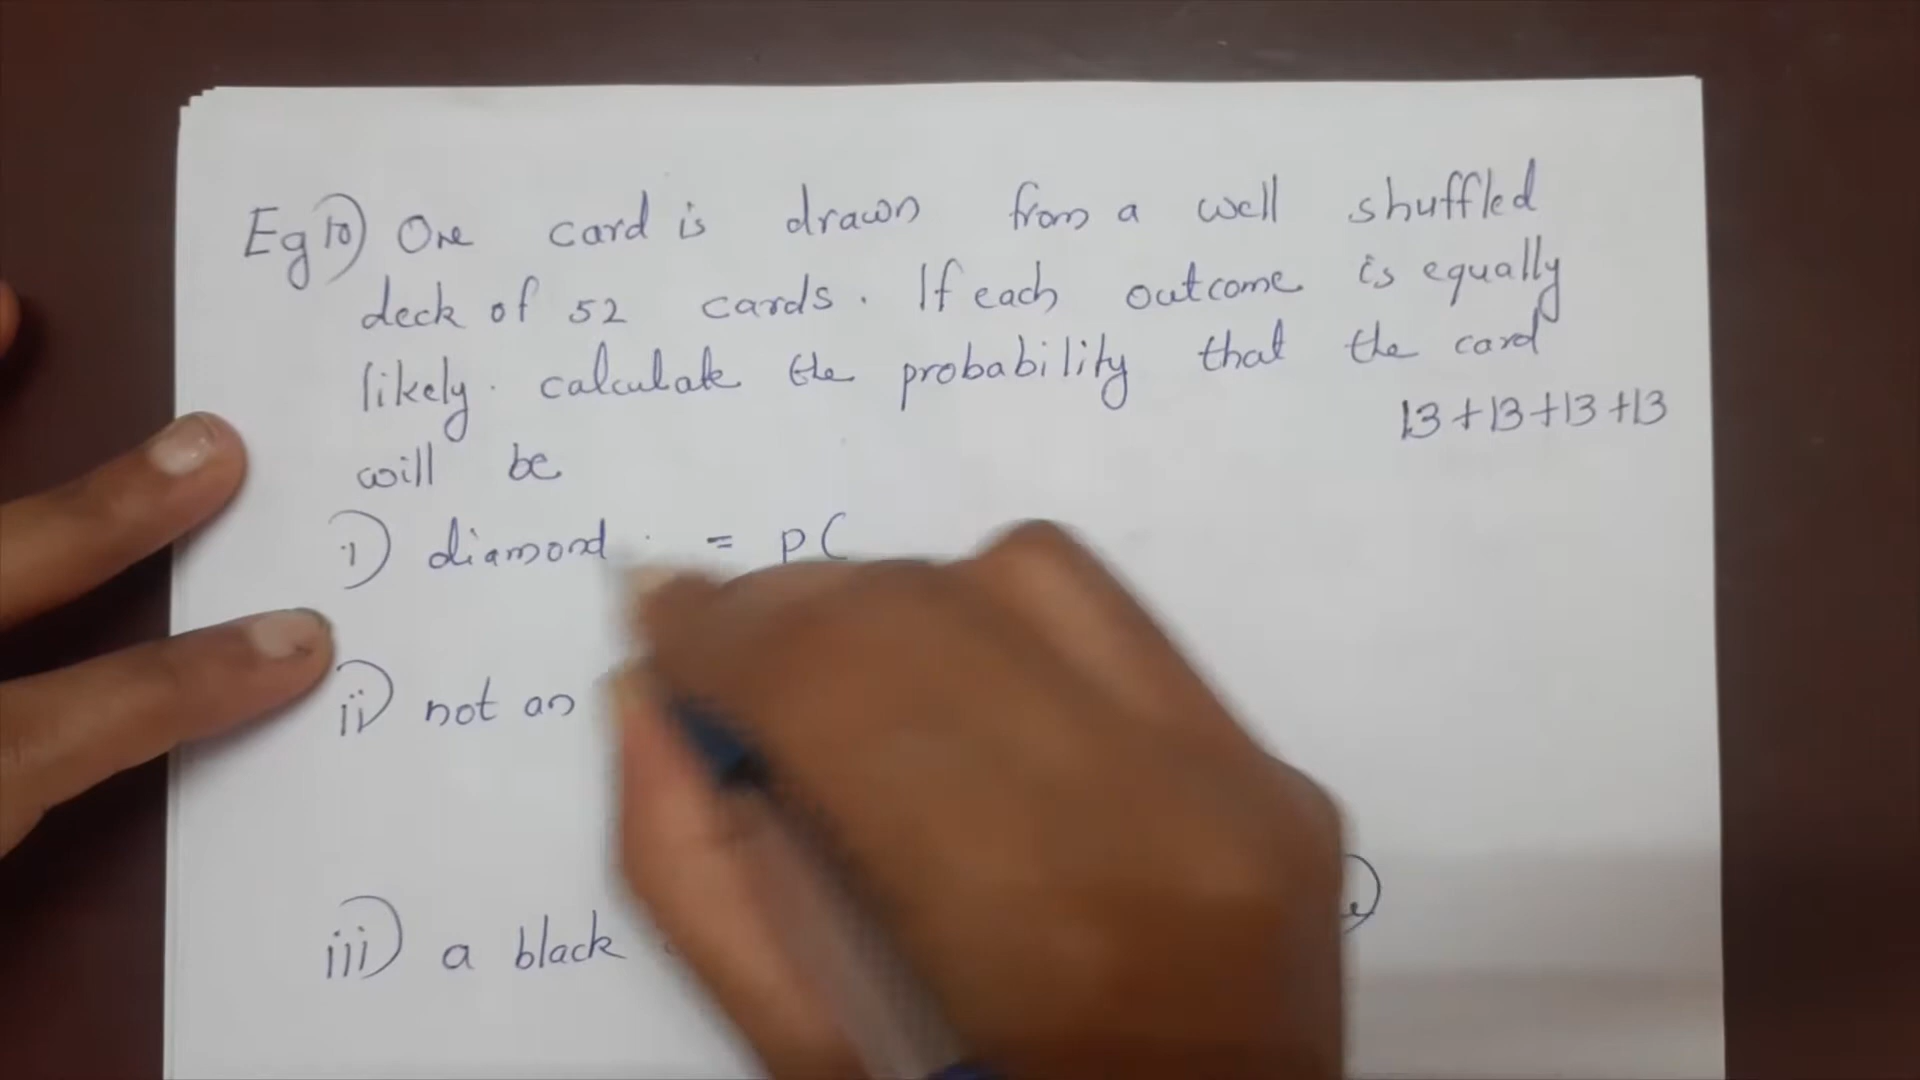 Eg 10) One card is drawn from a well shuffled
deck of 52 cards. If each outcome is equally
likely. calculate the probability that the card
13+13+13+13
will be
i) diamond. = P(
ii) not an
iii) a black